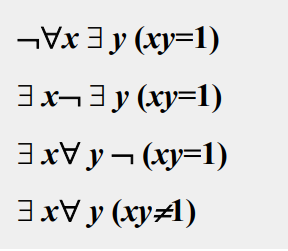 ¬∀x ∃ y (xy=1)
∃ x¬ ∃ y (xy=1)
∃ x∀ y ¬ (xy=1)
∃ x∀ y (xy≠1)